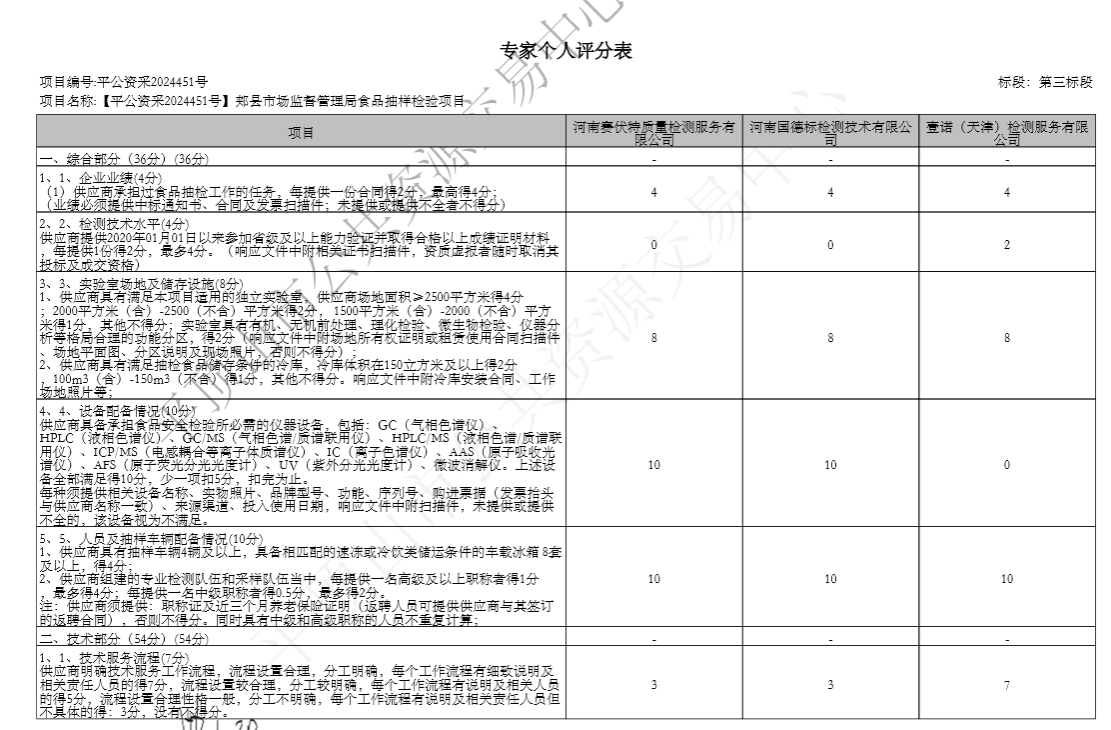 专家个人评分表
项目编号:平公资采2024451号
标段：第三标段
项目名称:【平公资采2024451号】郏县市场监督管理局食品抽样检验项目
项目 河南赛伏特质量检测服务有限公司 河南国德标检测技术有限公司 壹诺（天津）检测服务有限公司
一、综合部分（36分）(36分) - - -
1、1、企业业绩(4分)
（1）供应商承担过食品抽检工作的任务，每提供一份合同得2分，最高得4分；
（业绩必须提供中标通知书、合同及发票扫描件；未提供或提供不全者不得分）
4 4 4
2、2、检测技术水平(4分)
供应商提供2020年01月01日以来参加省级及以上能力验证并取得合格以上成绩证明材料
，每提供1份得2分，最多4分。（响应文件中附相关证书扫描件，资质虚报者随时取消其
投标及成交资格）
0 0 2
3、3、实验室场地及储存设施(8分)
1、供应商具有满足本项目适用的独立实验室、供应商场地面积≥2500平方米得4分
；2000平方米（含）-2500（不含）平方米得2分，1500平方米（含）-2000（不含）平方
米得1分，其他不得分；实验室具有有机、无机前处理、理化检验、微生物检验、仪器分
析等格局合理的功能分区，得2分（响应文件中附场地所有权证明或租赁使用合同扫描件
、场地平面图、分区说明及现场照片，否则不得分）；
2、供应商具有满足抽检食品储存条件的冷库，冷库体积在150立方米及以上得2分
，100m3（含）-150m3（不含）得1分，其他不得分。响应文件中附冷库安装合同、工作
场地照片等；
8 8 8
4、4、设备配备情况(10分)
供应商具备承担食品安全检验所必需的仪器设备，包括：GC（气相色谱仪）、
HPLC（液相色谱仪）、GC/MS（气相色谱/质谱联用仪）、HPLC/MS（液相色谱/质谱联
用仪）、ICP/MS（电感耦合等离子体质谱仪）、IC（离子色谱仪）、AAS（原子吸收光
谱仪）、AFS（原子荧光分光光度计）、UV（紫外分光光度计）、微波消解仪。上述设
备全部满足得10分，少一项扣5分，扣完为止。
每种须提供相关设备名称、实物照片、品牌型号、功能、序列号、购进票据（发票抬头
与供应商名称一致）、来源渠道、投入使用日期，响应文件中附扫描件，未提供或提供
不全的，该设备视为不满足。
10 10 0
5、5、人员及抽样车辆配备情况(10分)
1、供应商具有抽样车辆4辆及以上，具备相匹配的速冻或冷饮类储运条件的车载冰箱 8套
及以上，得4分；
2、供应商组建的专业检测队伍和采样队伍当中，每提供一名高级及以上职称者得1分
，最多得4分；每提供一名中级职称者得0.5分，最多得2分。
注：供应商须提供：职称证及近三个月养老保险证明（返聘人员可提供供应商与其签订
的返聘合同），否则不得分。同时具有中级和高级职称的人员不重复计算；
10 10 10
二、技术部分（54分）(54分) - - -
1、1、技术服务流程(7分)
供应商明确技术服务工作流程，流程设置合理，分工明确，每个工作流程有细致说明及
相关责任人员的得7分，流程设置较合理，分工较明确，每个工作流程有说明及相关人员
的得5分，流程设置合理性格一般，分工不明确，每个工作流程有说明及相关责任人员但
不具体的得：3分，没有不得分。
3 3 7